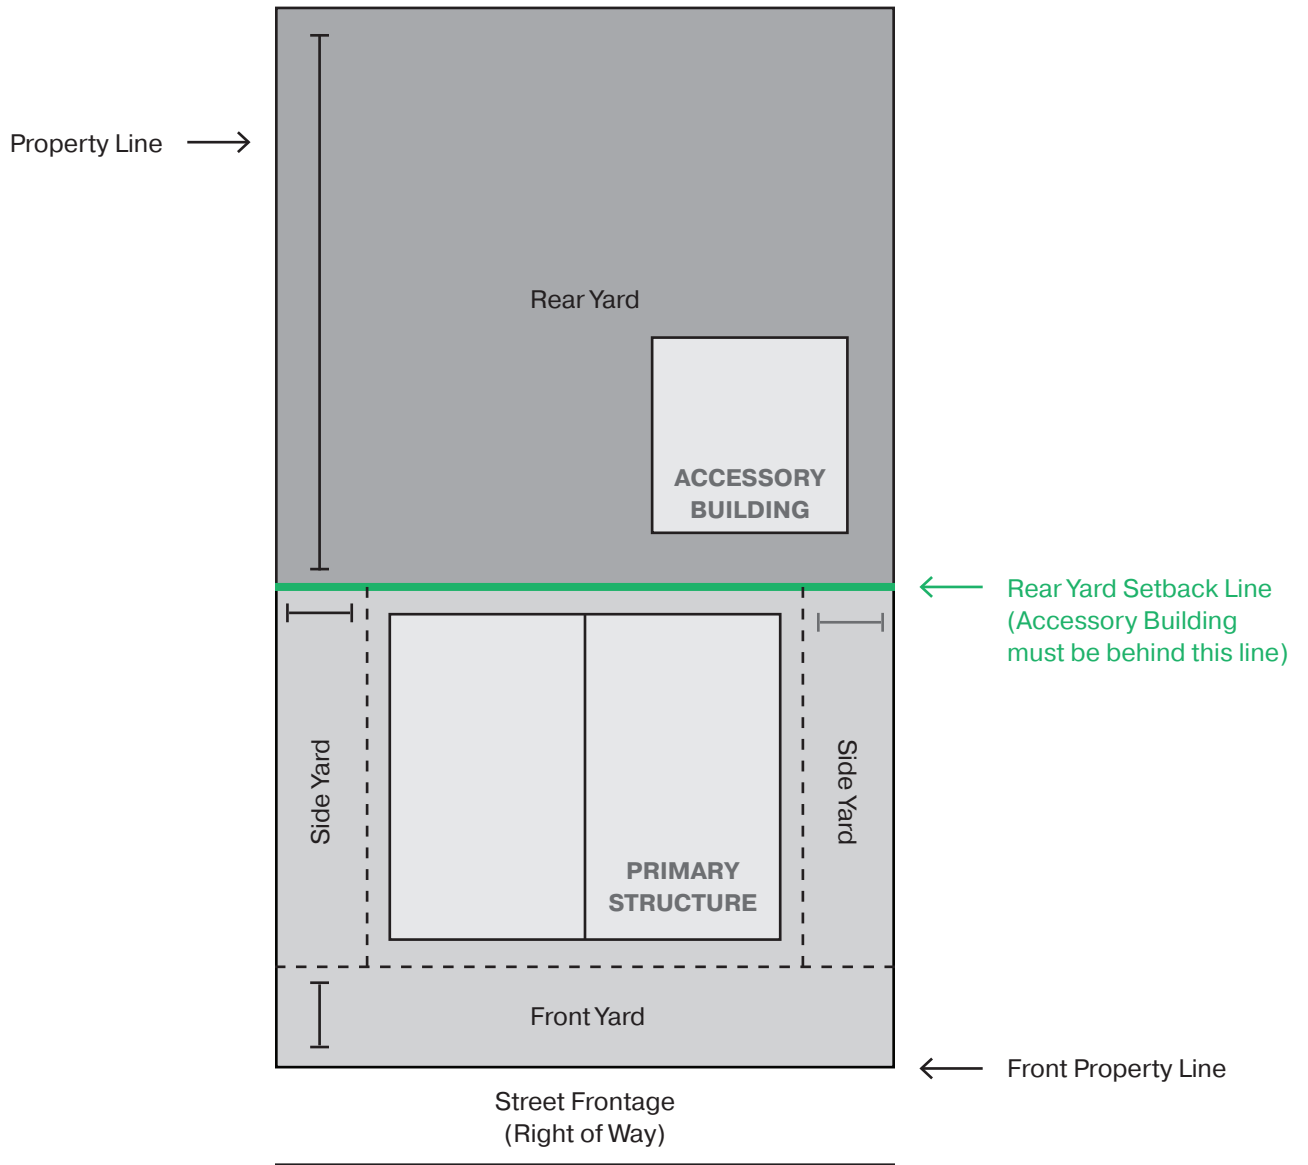 Property Line
Rear Yard
ACCESSORY
BUILDING
Rear Yard Setback Line
(Accessory Building
must be behind this line)
Side Yard
Side Yard
PRIMARY
STRUCTURE
Front Yard
Front Property Line
Street Frontage
(Right of Way)